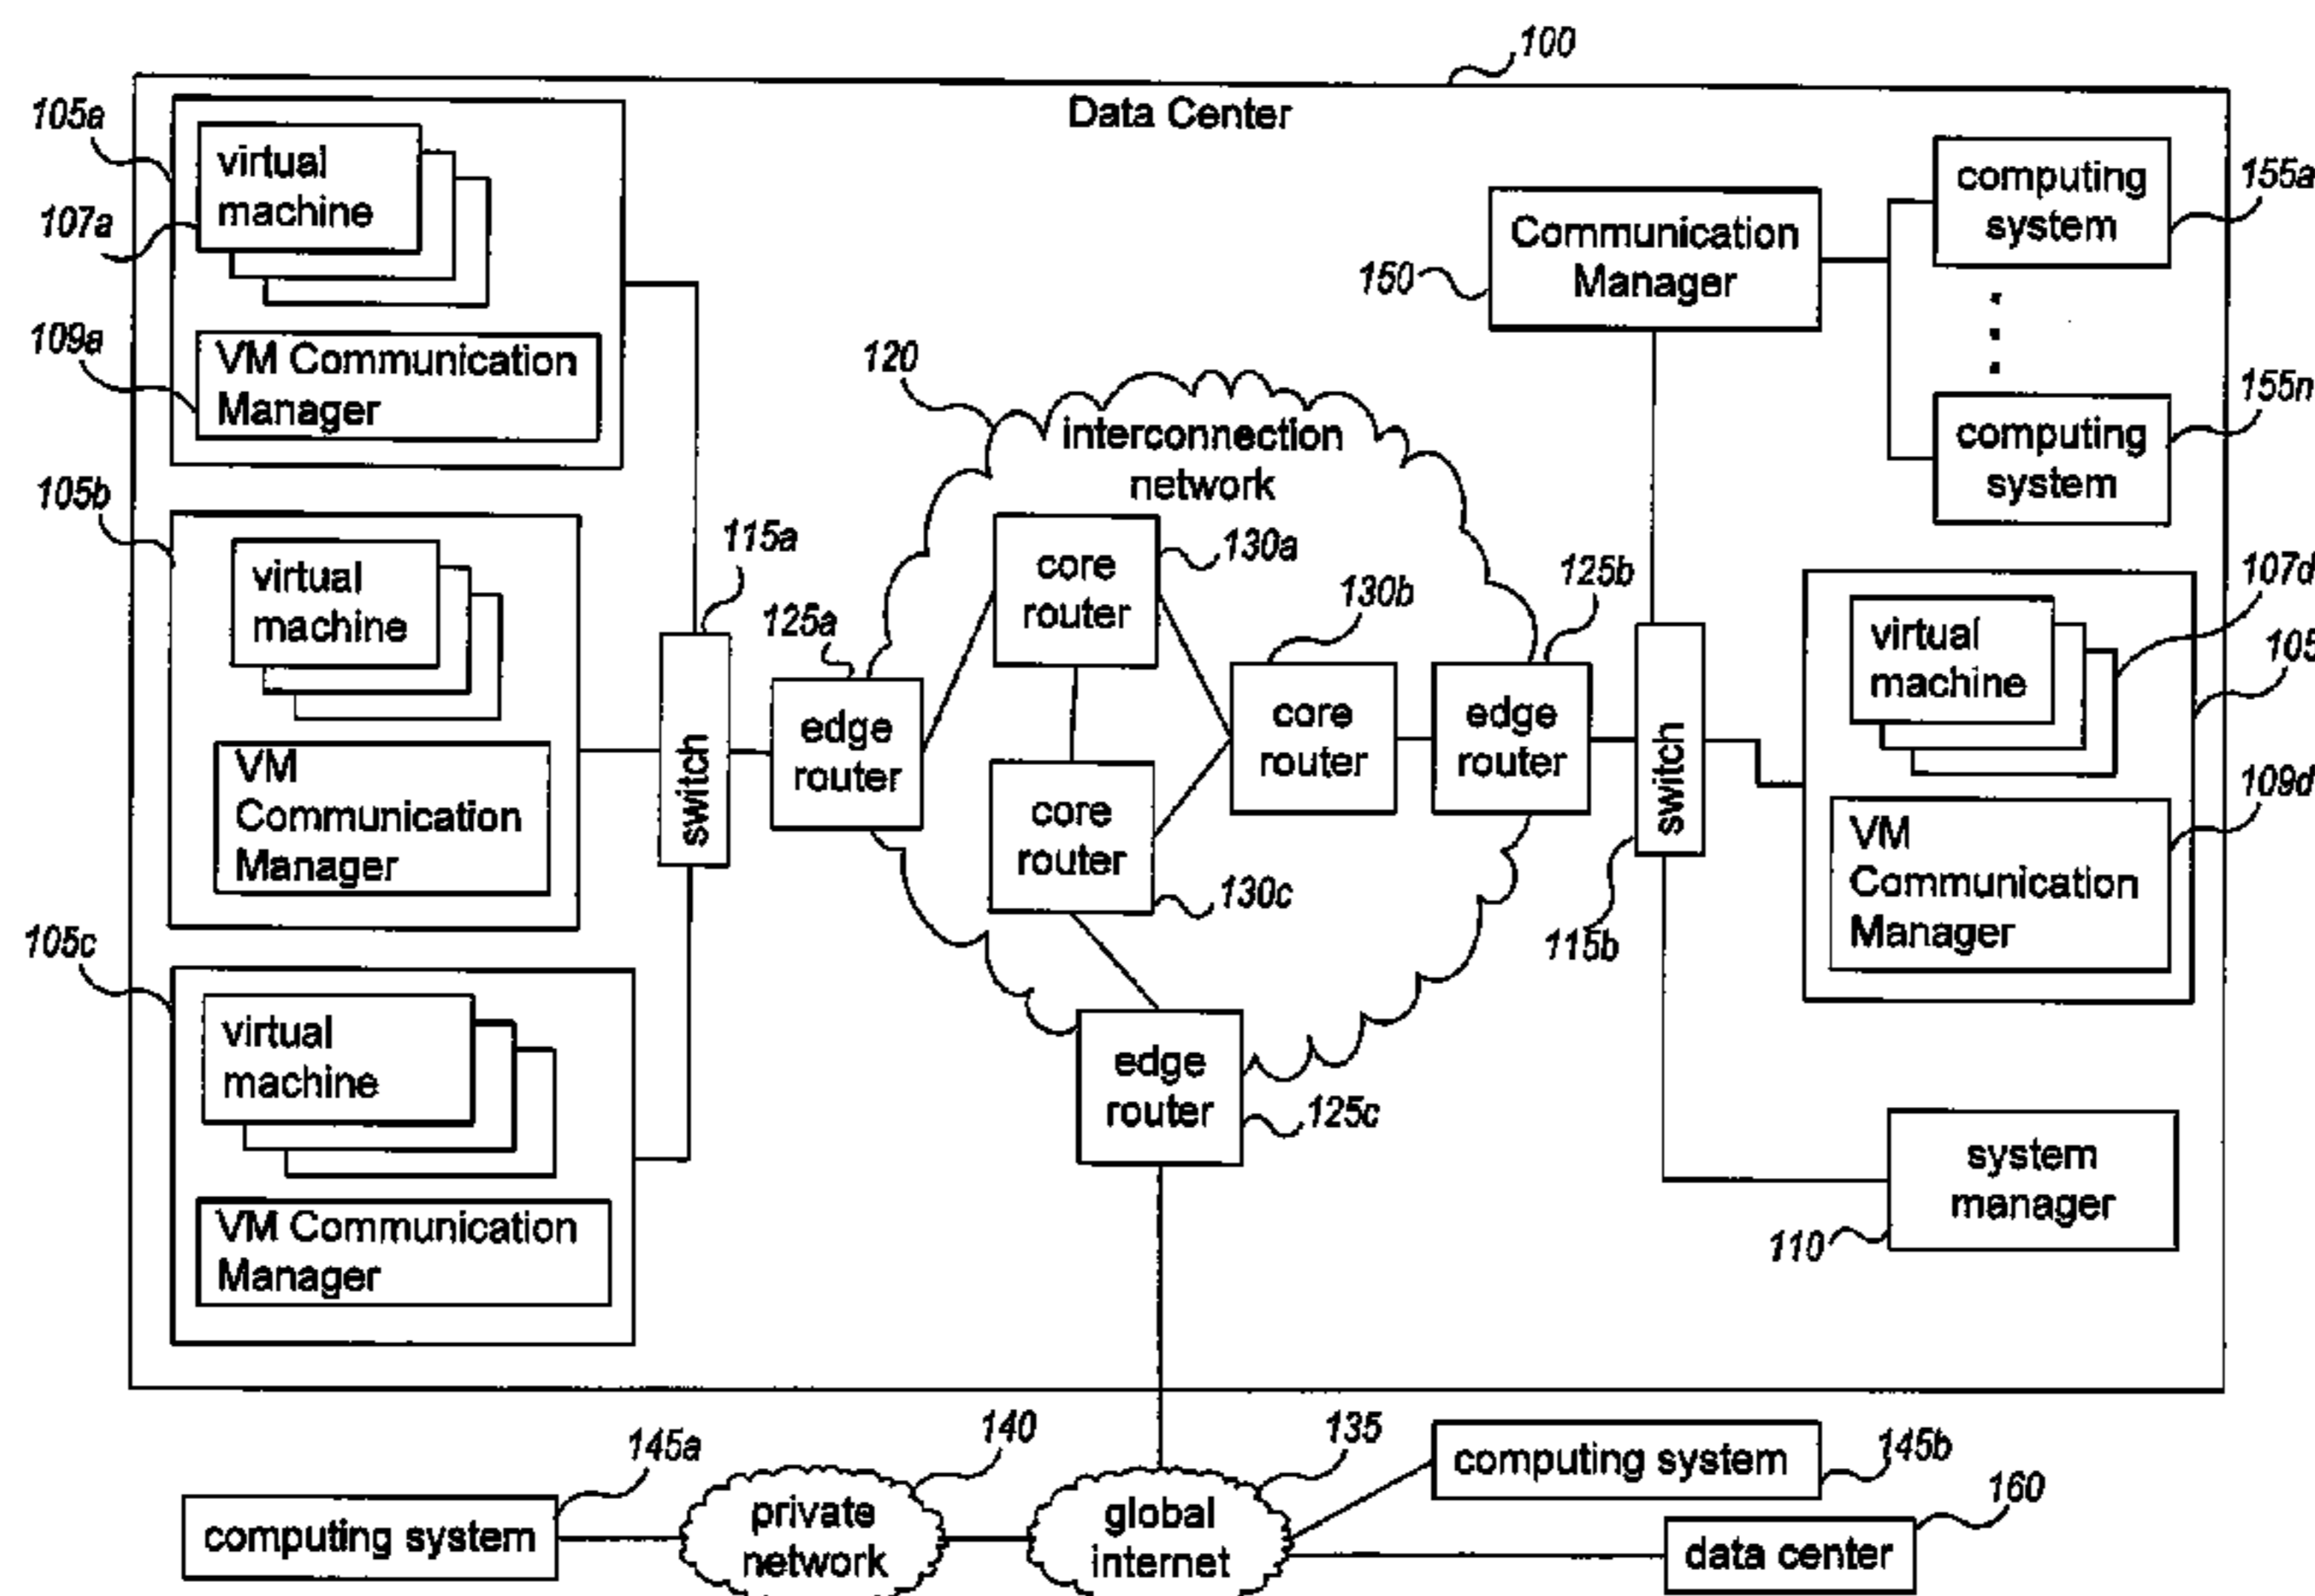 100
Data Center
105a
virtual
machine
107a
109a
VM Communication
Manager
105b
virtual
machine
VM
Communication
Manager
105c
virtual
machine
VM Communication
Manager
115a
switch
125a
edge
router
120
interconnection
network
core
router
130a
130b
core
router
core
router
130c
125b
edge
router
edge
router
125c
switch
115b
Communication
Manager
150
computing
system
155a
computing
system
155n
107d
virtual
machine
105
VM
Communication
Manager
109d
system
manager
110
145a
computing system
140
private
network
135
global
internet
computing system
145b
160
data center